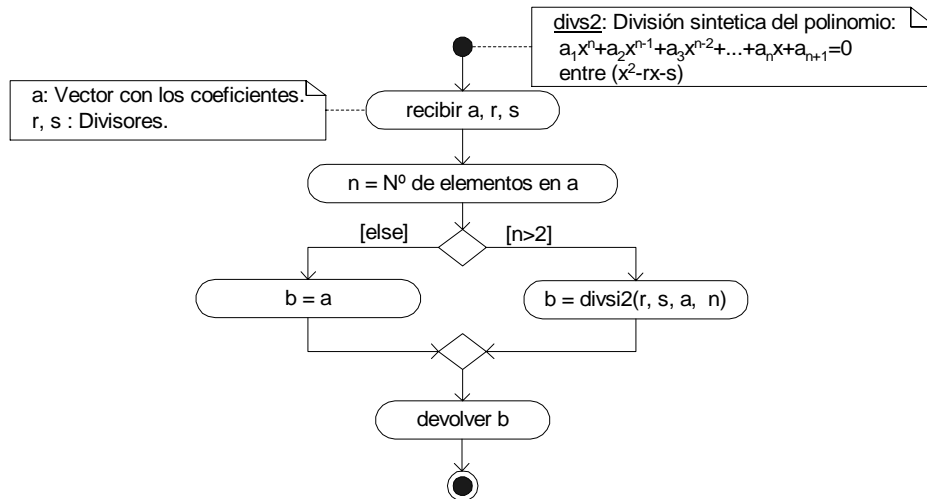 divs2: División sintetica del polinomio:
a₁xⁿ+a₂xⁿ⁻¹+a₃xⁿ⁻²+...+aₙx+aₙ₊₁=0
entre (x²-rx-s)
a: Vector con los coeficientes.
r, s : Divisores.
recibir a, r, s
n = Nº de elementos en a
[else]
[n>2]
b = a
b = divsi2(r, s, a, n)
devolver b